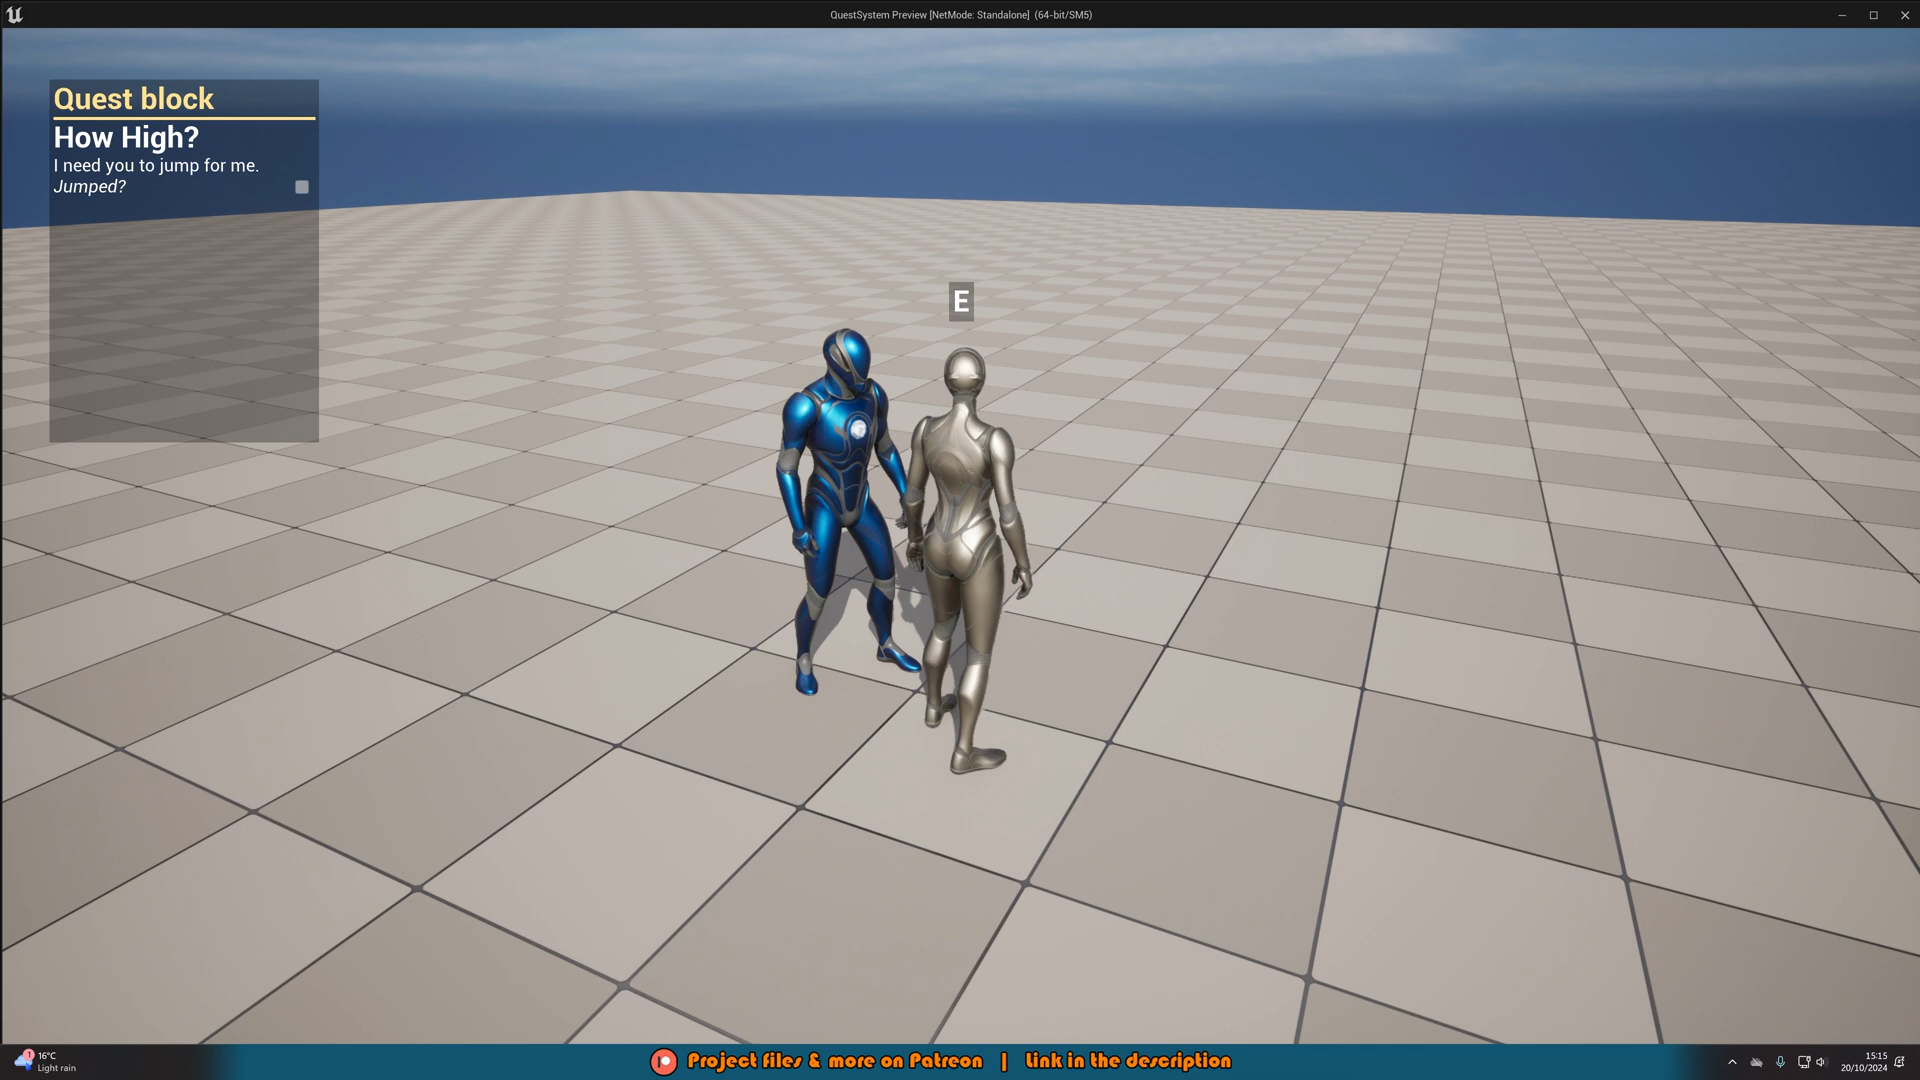 QuestSystem Preview [NetMode: Standalone] (64-bit/SM5)
Quest block
How High?
I need you to jump for me.
Jumped?
E
1
16°C
Light rain
Project files & more on Patreon | Link in the description
15:15
20/10/2024